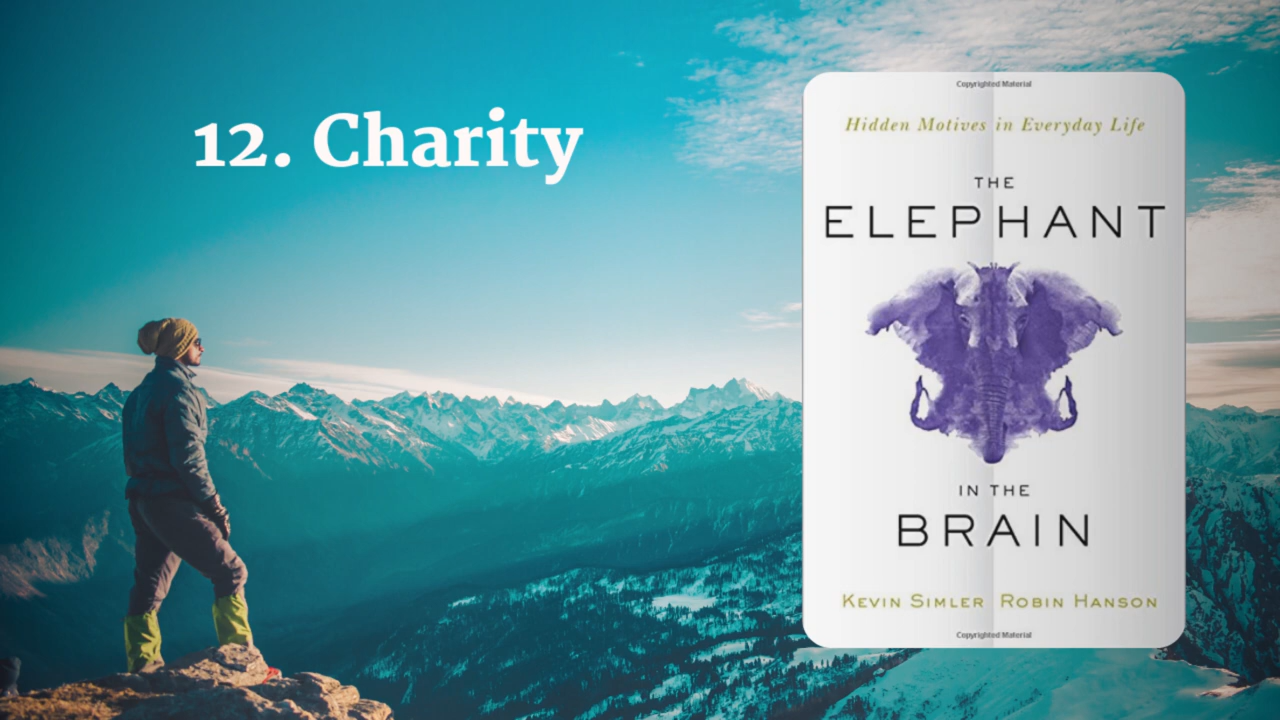 12. Charity
Copyrighted Material
Hidden Motives in Everyday Life
THE
ELEPHANT
IN THE
BRAIN
KEVIN SIMLER ROBIN HANSON
Copyrighted Material